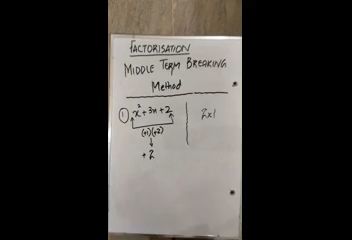 FACTORISATION
MIDDLE TERM BREAKING
Method
① x² + 3x + 2
2x1
(+1)(+2)
+2